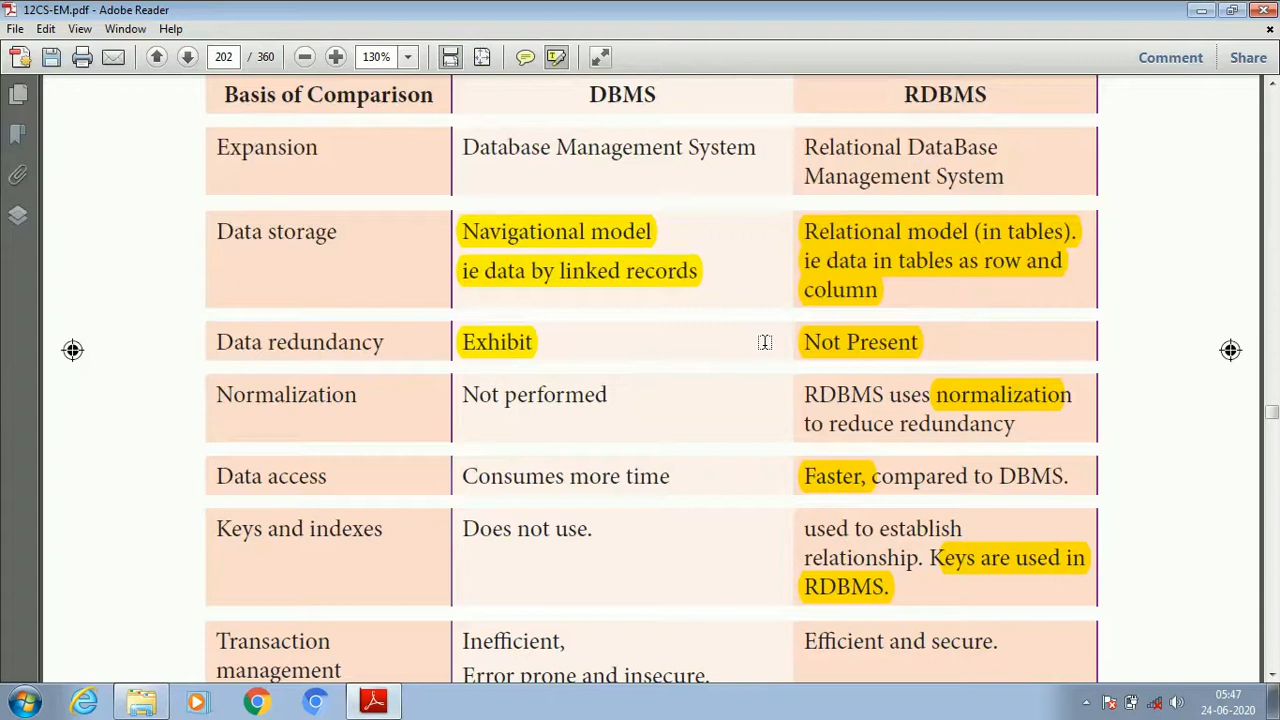 12CS-EM.pdf - Adobe Reader
File Edit View Window Help
202 / 360 130% Comment Share
Basis of Comparison DBMS RDBMS
Expansion Database Management System Relational DataBase
Management System
Data storage Navigational model Relational model (in tables).
ie data by linked records ie data in tables as row and
column
Data redundancy Exhibit Not Present
Normalization Not performed RDBMS uses normalization
to reduce redundancy
Data access Consumes more time Faster, compared to DBMS.
Keys and indexes Does not use. used to establish
relationship. Keys are used in
RDBMS.
Transaction Inefficient, Efficient and secure.
management Error prone and insecure.
05:47
24-06-2020